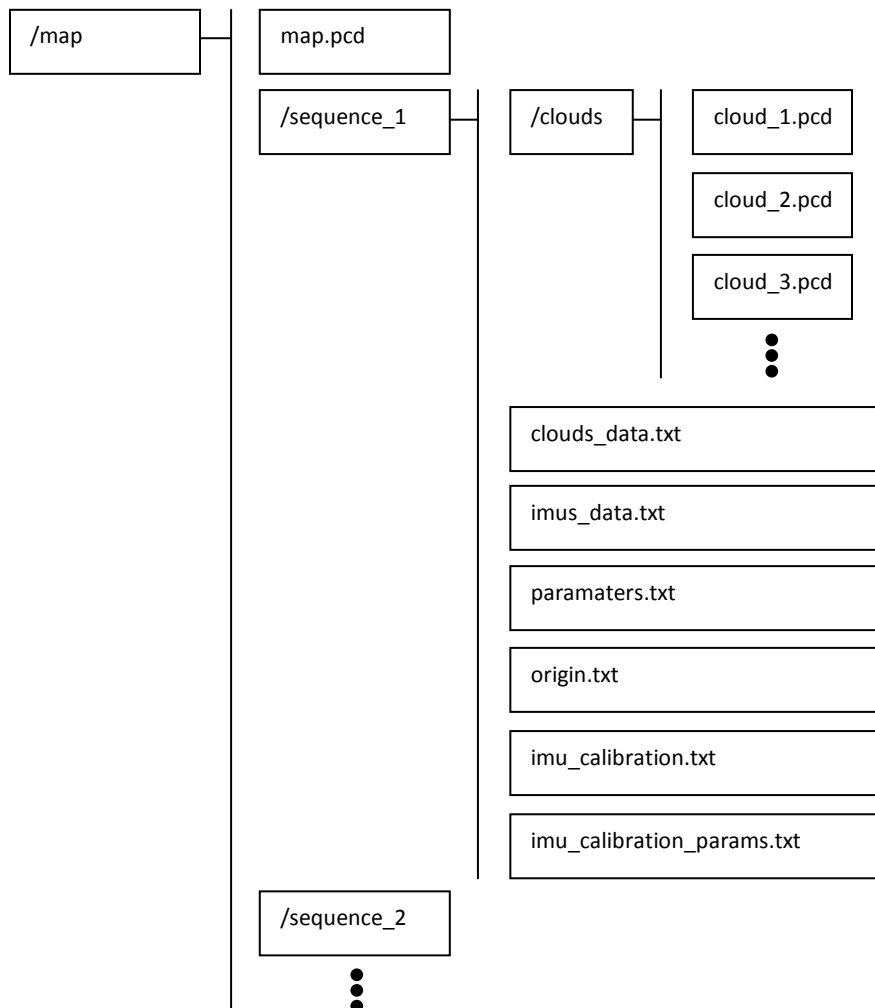 /map
map.pcd
/sequence_1
/clouds
cloud_1.pcd
cloud_2.pcd
cloud_3.pcd
clouds_data.txt
imus_data.txt
paramaters.txt
origin.txt
imu_calibration.txt
imu_calibration_params.txt
/sequence_2